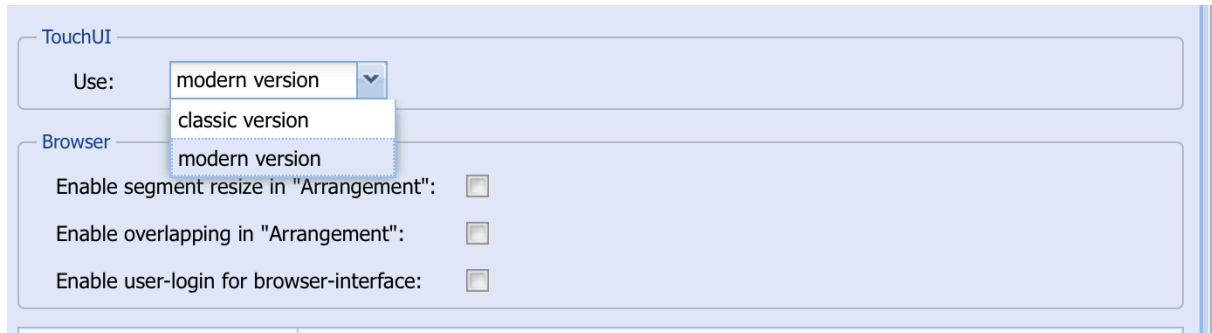 TouchUI
Use: modern version
classic version
modern version
Browser
Enable segment resize in "Arrangement":
Enable overlapping in "Arrangement":
Enable user-login for browser-interface: